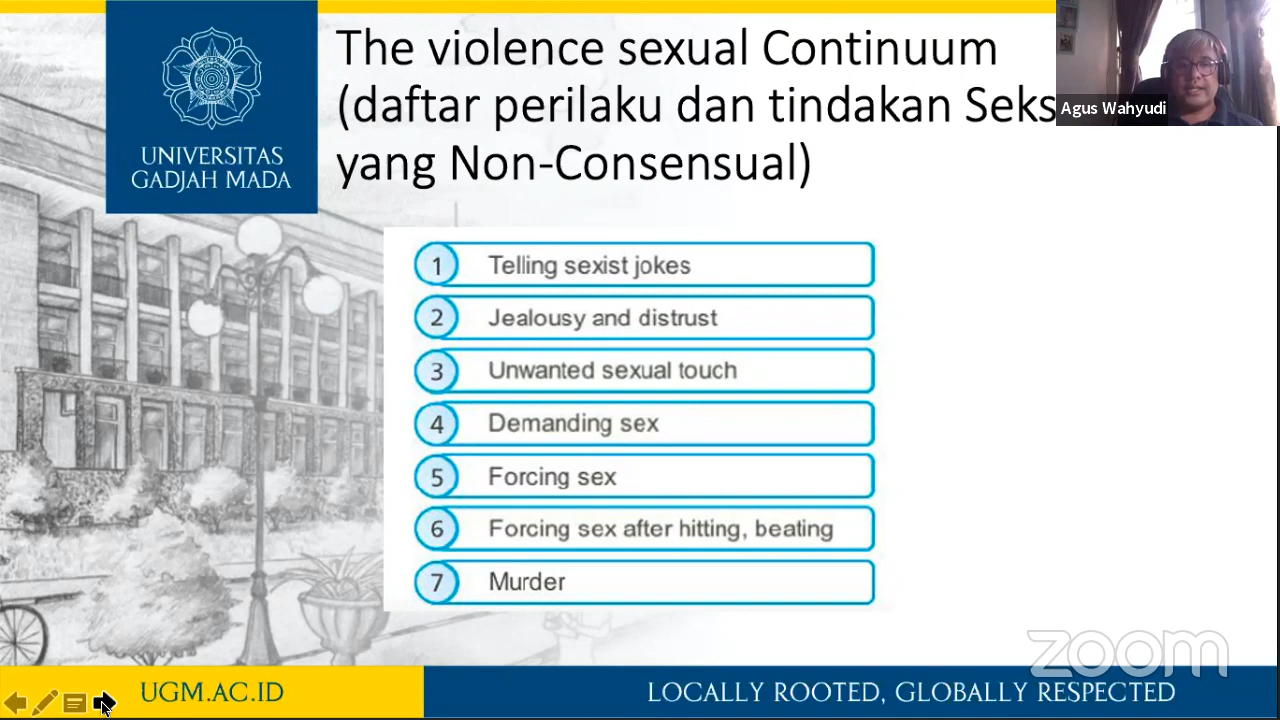 The violence sexual Continuum
(daftar perilaku dan tindakan Seks
yang Non-Consensual)
Agus Wahyudi
UNIVERSITAS
GADJAH MADA
1 Telling sexist jokes
2 Jealousy and distrust
3 Unwanted sexual touch
4 Demanding sex
5 Forcing sex
6 Forcing sex after hitting, beating
7 Murder
zoom
UGM.AC.ID
LOCALLY ROOTED, GLOBALLY RESPECTED